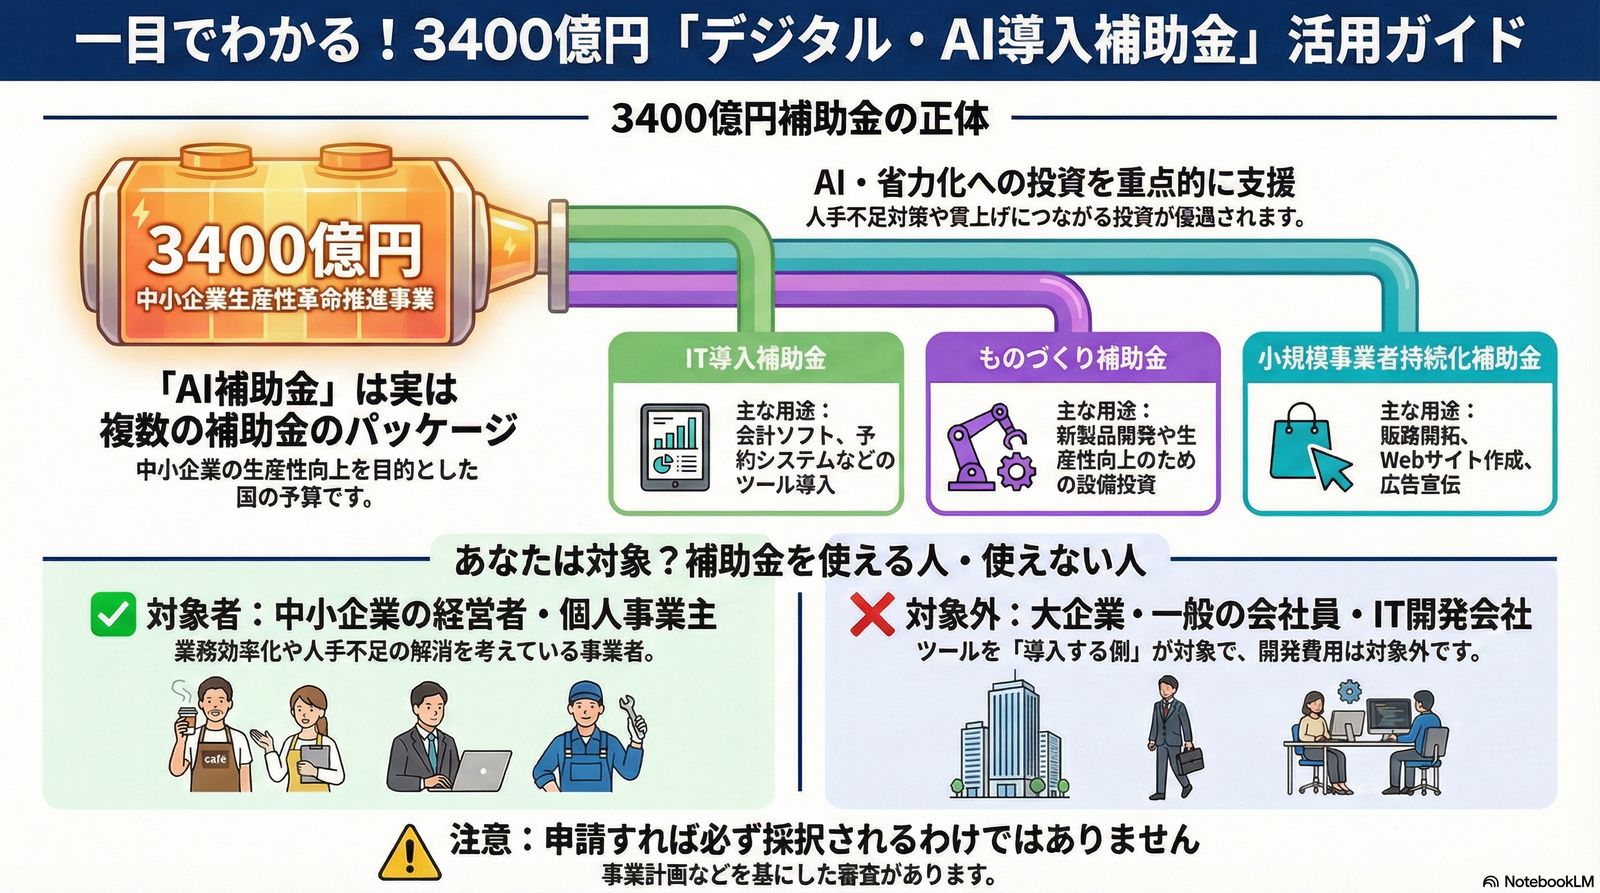 一目でわかる！3400億円「デジタル・AI導入補助金」活用ガイド
3400億円補助金の正体
AI・省力化への投資を重点的に支援
人手不足対策や賃上げにつながる投資が優遇されます。
3400億円
中小企業生産性革命推進事業
「AI補助金」は実は
複数の補助金のパッケージ
中小企業の生産性向上を目的とした
国の予算です。
IT導入補助金
主な用途：
会計ソフト、予
約システムなどの
ツール導入
ものづくり補助金
主な用途：
新製品開発や生
産性向上のため
の設備投資
小規模事業者持続化補助金
主な用途：
販路開拓、
Webサイト作成、
広告宣伝
あなたは対象？補助金を使える人・使えない人
対象者：中小企業の経営者・個人事業主
業務効率化や人手不足の解消を考えている事業者。
café
対象外：大企業・一般の会社員・IT開発会社
ツールを「導入する側」が対象で、開発費用は対象外です。
注意：申請すれば必ず採択されるわけではありません
事業計画などを基にした審査があります。
NotebookLM